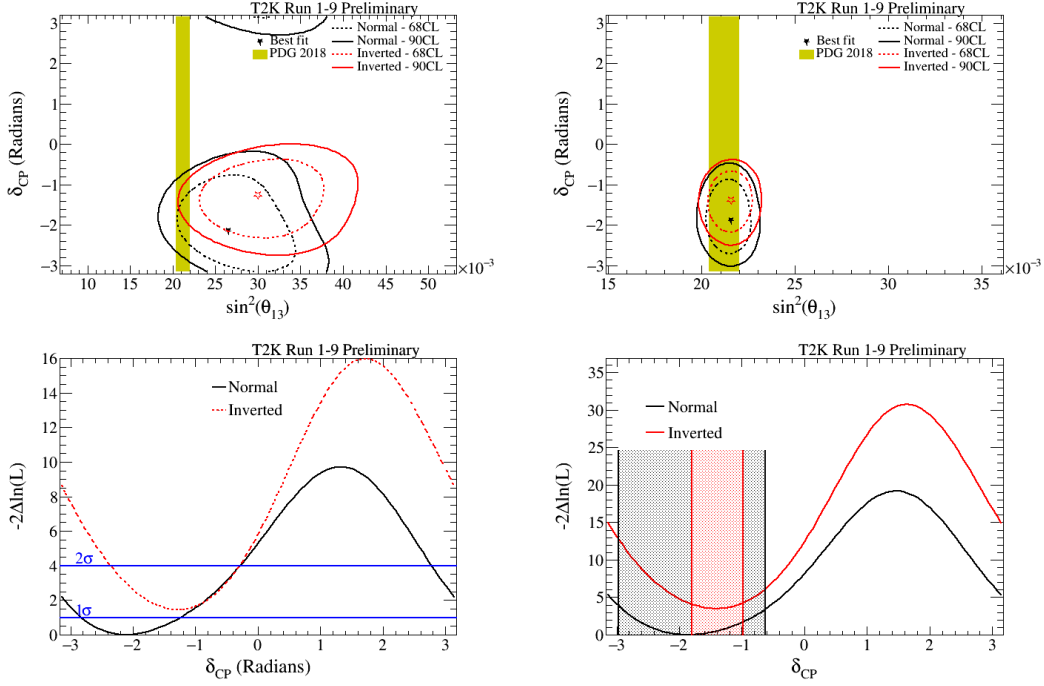 T2K Run 1-9 Preliminary
Normal - 68CL
Best fit Normal - 90CL
PDG 2018 Inverted - 68CL
Inverted - 90CL
3
2
1
0
−1
−2
−3
δCP (Radians)
10 15 20 25 30 35 40 45 50
×10−3
sin2(θ13)
T2K Run 1-9 Preliminary
Normal - 68CL
Best fit Normal - 90CL
PDG 2018 Inverted - 68CL
Inverted - 90CL
3
2
1
0
−1
−2
−3
δCP (Radians)
15 20 25 30 35
×10−3
sin2(θ13)
T2K Run 1-9 Preliminary
Normal
Inverted
16
14
12
10
8
6
4
2
0
-2Δln(L)
2σ
1σ
−3 −2 −1 0 1 2 3
δCP (Radians)
T2K Run 1-9 Preliminary
Normal
Inverted
35
30
25
20
15
10
5
0
-2Δln(L)
−3 −2 −1 0 1 2 3
δCP